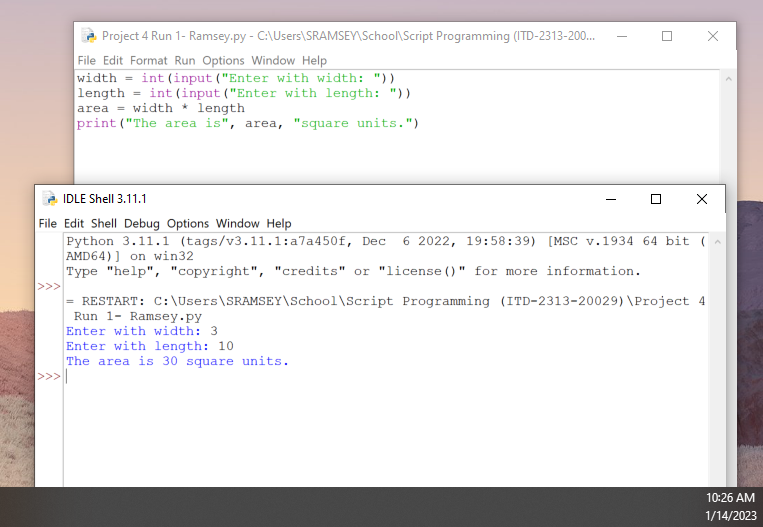 Project 4 Run 1- Ramsey.py - C:\Users\SRAMSEY\School\Script Programming (ITD-2313-200...
File Edit Format Run Options Window Help
width = int(input("Enter with width: "))
length = int(input("Enter with length: "))
area = width * length
print("The area is", area, "square units.")
IDLE Shell 3.11.1
File Edit Shell Debug Options Window Help
Python 3.11.1 (tags/v3.11.1:a7a450f, Dec  6 2022, 19:58:39) [MSC v.1934 64 bit (
AMD64)] on win32
Type "help", "copyright", "credits" or "license()" for more information.
>>>
= RESTART: C:\Users\SRAMSEY\School\Script Programming (ITD-2313-20029)\Project 4
Run 1- Ramsey.py
Enter with width: 3
Enter with length: 10
The area is 30 square units.
>>>
10:26 AM
1/14/2023